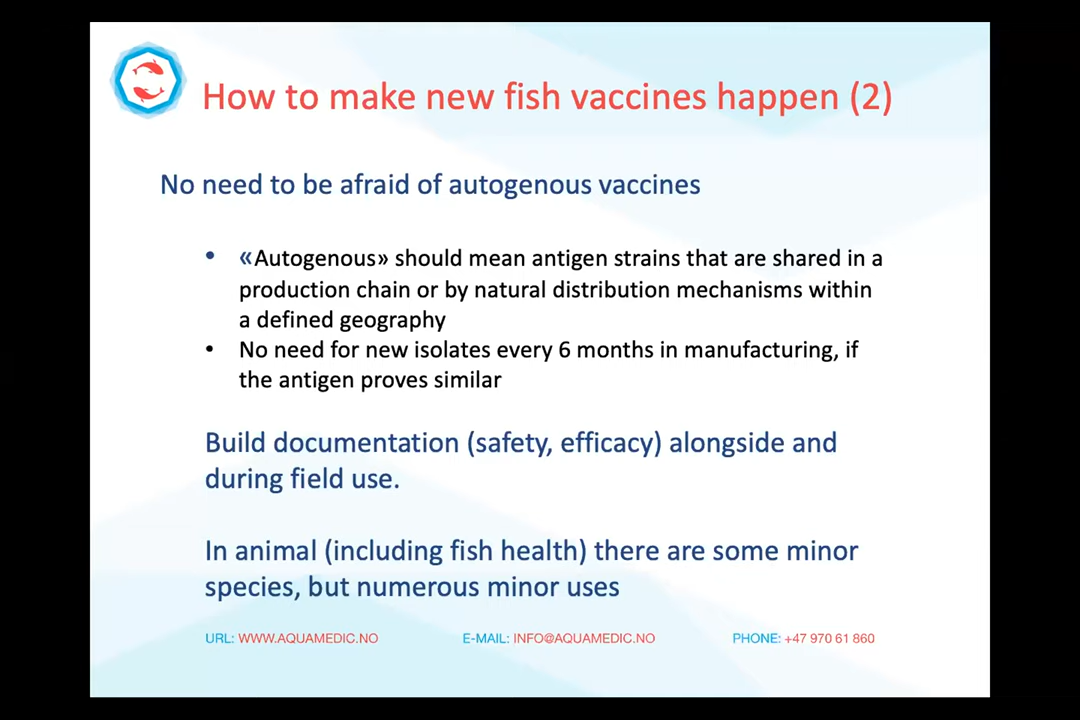 How to make new fish vaccines happen (2)
No need to be afraid of autogenous vaccines
• «Autogenous» should mean antigen strains that are shared in a
production chain or by natural distribution mechanisms within
a defined geography
• No need for new isolates every 6 months in manufacturing, if
the antigen proves similar
Build documentation (safety, efficacy) alongside and
during field use.
In animal (including fish health) there are some minor
species, but numerous minor uses
URL: WWW.AQUAMEDIC.NO E-MAIL: INFO@AQUAMEDIC.NO PHONE: +47 970 61 860